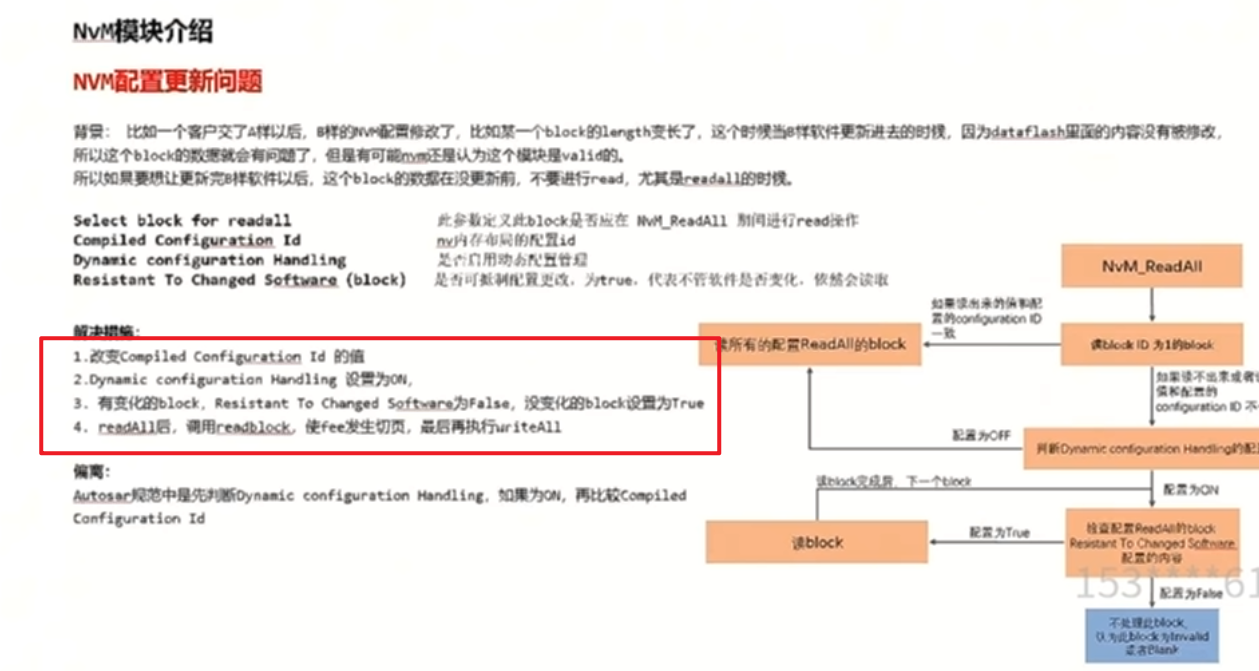 NvM模块介绍
NVM配置更新问题
背景： 比如一个客户交了A样以后，B样的NVM配置修改了，比如某一个block的length变长了，这个时候当B样软件更新进去的时候，因为dataflash里面的内容没有被修改，
所以这个block的数据就会有问题了，但是有可能nvm还是认为这个模块是valid的。
所以如果要想让更新完B样软件以后，这个block的数据在没更新前，不要进行read，尤其是readall的时候。
Select block for readall 此参数定义此block是否应在 NvM_ReadAll 期间进行read操作
Compiled Configuration Id nv内存布局的配置id
Dynamic configuration Handling 是否启用动态配置管理
Resistant To Changed Software (block) 是否可抵制配置更改，为true，代表不管软件是否变化，依然会读取
解决措施：
1.改变Compiled Configuration Id 的值
2.Dynamic configuration Handling 设置为ON，
3. 有变化的block，Resistant To Changed Software为False，没变化的block设置为True
4. readAll后，调用readblock，使fee发生切页，最后再执行writeAll
偏离：
Autosar规范中是先判断Dynamic configuration Handling，如果为ON，再比较Compiled
Configuration Id
NvM_ReadAll
如果读出来的值和配
置的configuration ID
一致
读所有的配置ReadAll的block
读block ID 为1的block
如果读不出来或者
值和配置的
configuration ID 不
配置为OFF
判断Dynamic configuration Handling的配
读block完成后，下一个block
配置为ON
读block
配置为True
检查配置ReadAll的block
Resistant To Changed Software
配置的内容
153****61
配置为False
不处理此block，
认为此block为Invalid
或者Blank